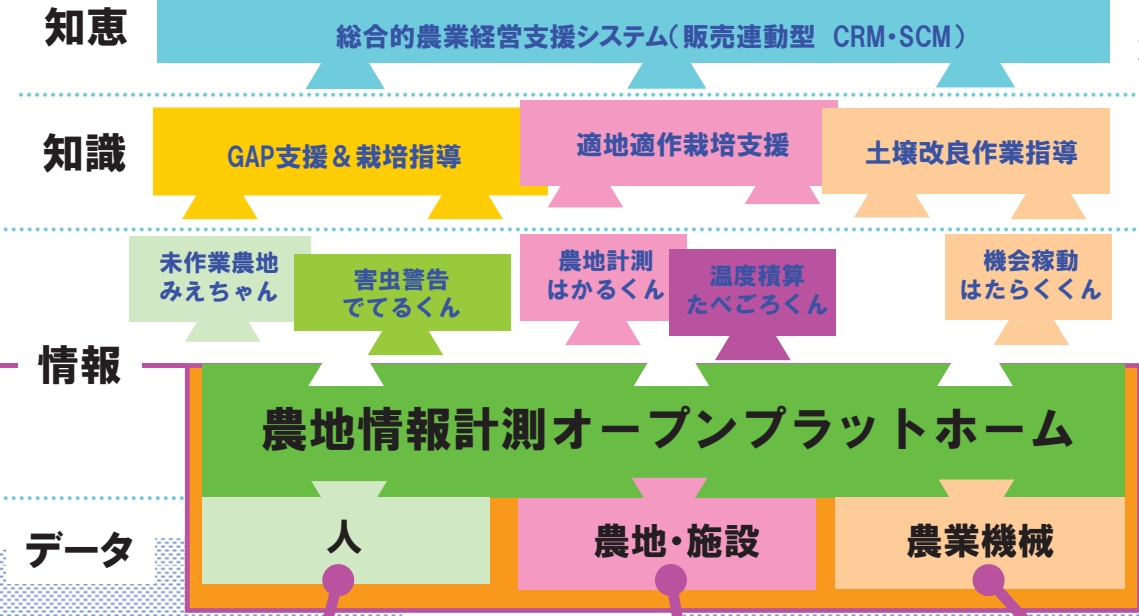 知恵
総合的農業経営支援システム(販売連動型 CRM・SCM)
知識
GAP支援&栽培指導
適地適作栽培支援
土壌改良作業指導
未作業農地
みえちゃん
害虫警告
でてるくん
農地計測
はかるくん
温度積算
たべごろくん
機会稼動
はたらくくん
情報
農地情報計測オープンプラットホーム
データ
人
農地・施設
農業機械